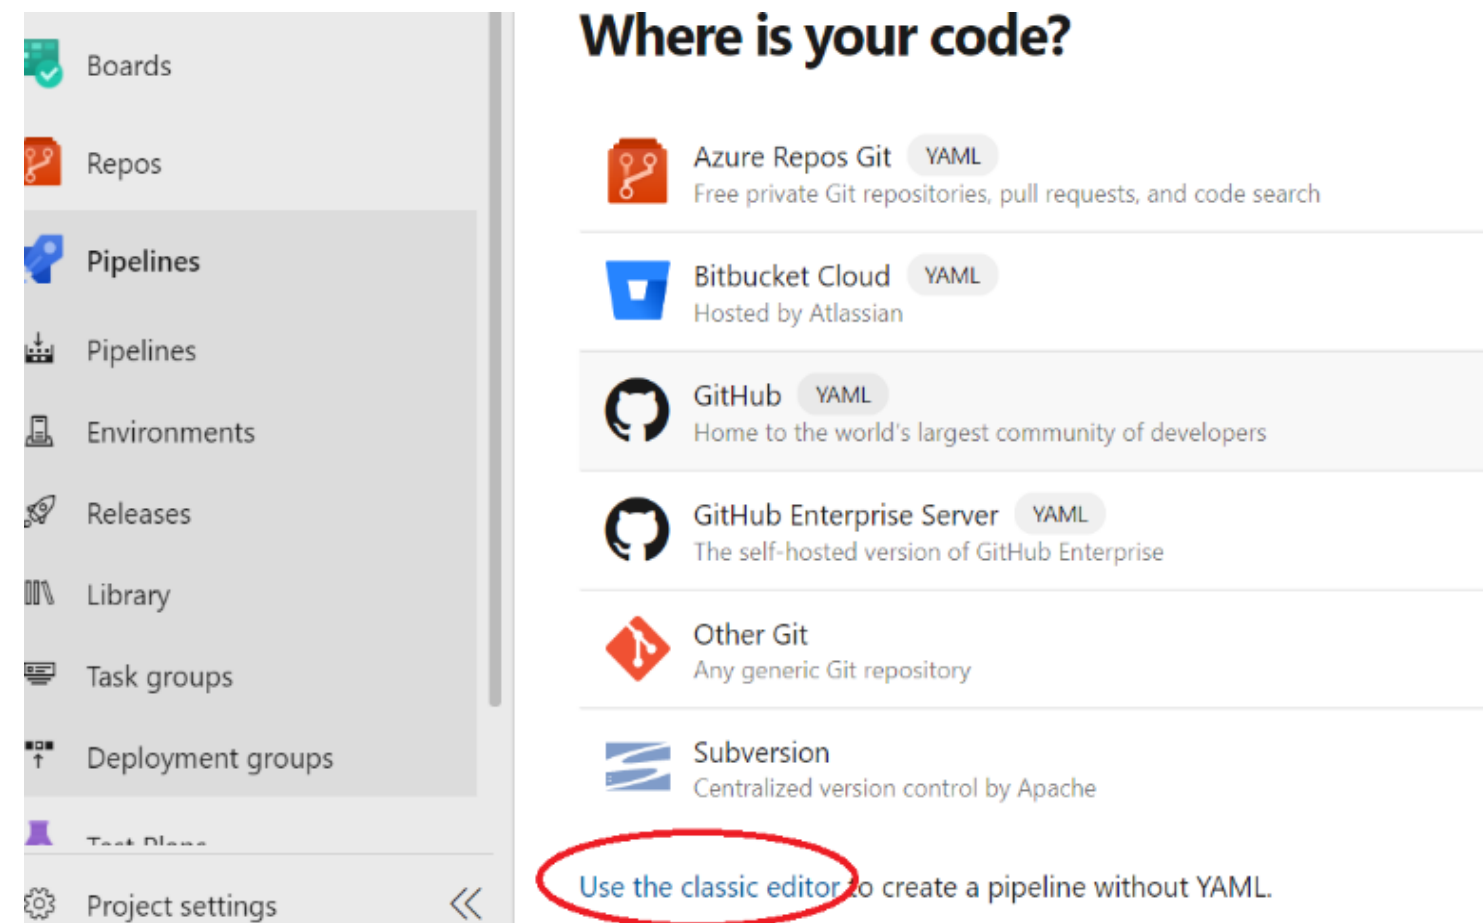 Boards
Repos
Pipelines
Pipelines
Environments
Releases
Library
Task groups
Deployment groups
Test Plans
Project settings
Where is your code?
Azure Repos Git YAML
Free private Git repositories, pull requests, and code search
Bitbucket Cloud YAML
Hosted by Atlassian
GitHub YAML
Home to the world's largest community of developers
GitHub Enterprise Server YAML
The self-hosted version of GitHub Enterprise
Other Git
Any generic Git repository
Subversion
Centralized version control by Apache
Use the classic editor to create a pipeline without YAML.